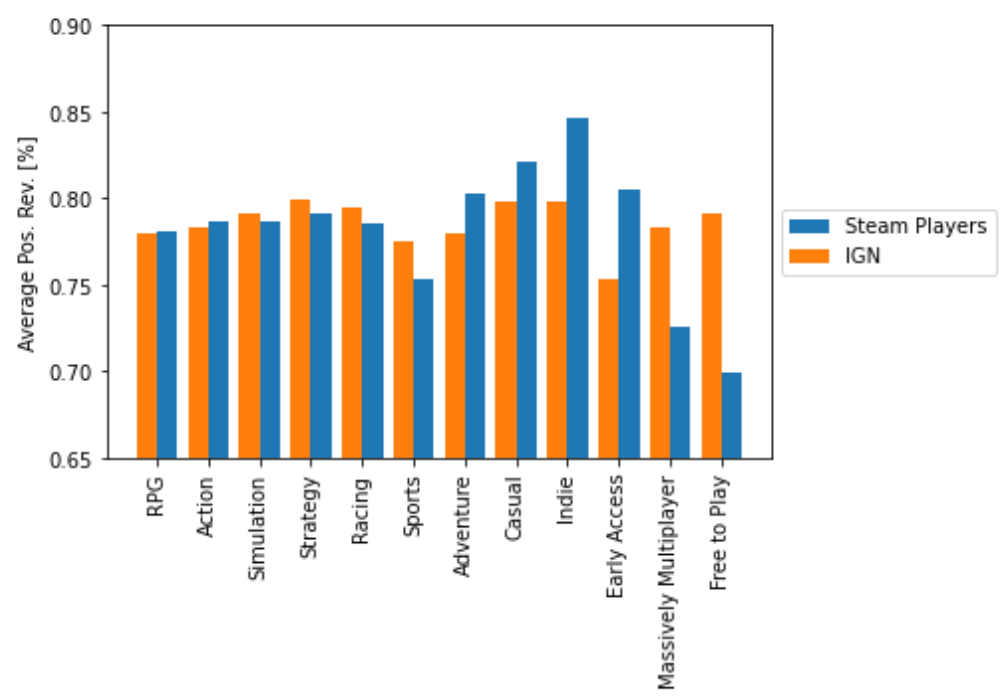 0.90
0.85
0.80
0.75
0.70
0.65
Average Pos. Rev. [%]
RPG
Action
Simulation
Strategy
Racing
Sports
Adventure
Casual
Indie
Early Access
Massively Multiplayer
Free to Play
Steam Players
IGN